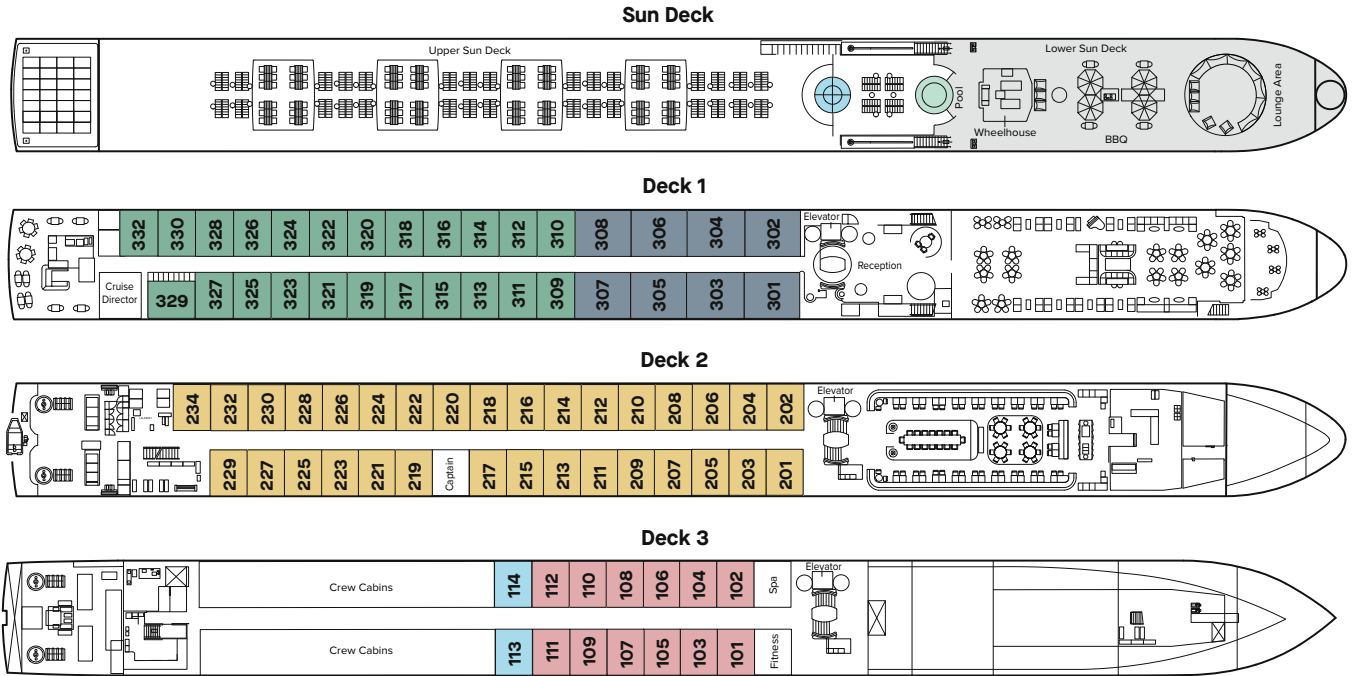 Sun Deck
Upper Sun Deck
Lower Sun Deck
Pool
Wheelhouse
BBQ
Lounge Area
Deck 1
332 330 328 326 324 322 320 318 316 314 312 310 308 306 304 302
Elevator
Reception
Cruise
Director
329 327 325 323 321 319 317 315 313 311 309 307 305 303 301
Deck 2
234 232 230 228 226 224 222 220 218 216 214 212 210 208 206 204 202
Elevator
229 227 225 223 221 219 Captain 217 215 213 211 209 207 205 203 201
Deck 3
Crew Cabins
114 112 110 108 106 104 102
Spa
Elevator
Crew Cabins
113 111 109 107 105 103 101
Fitness